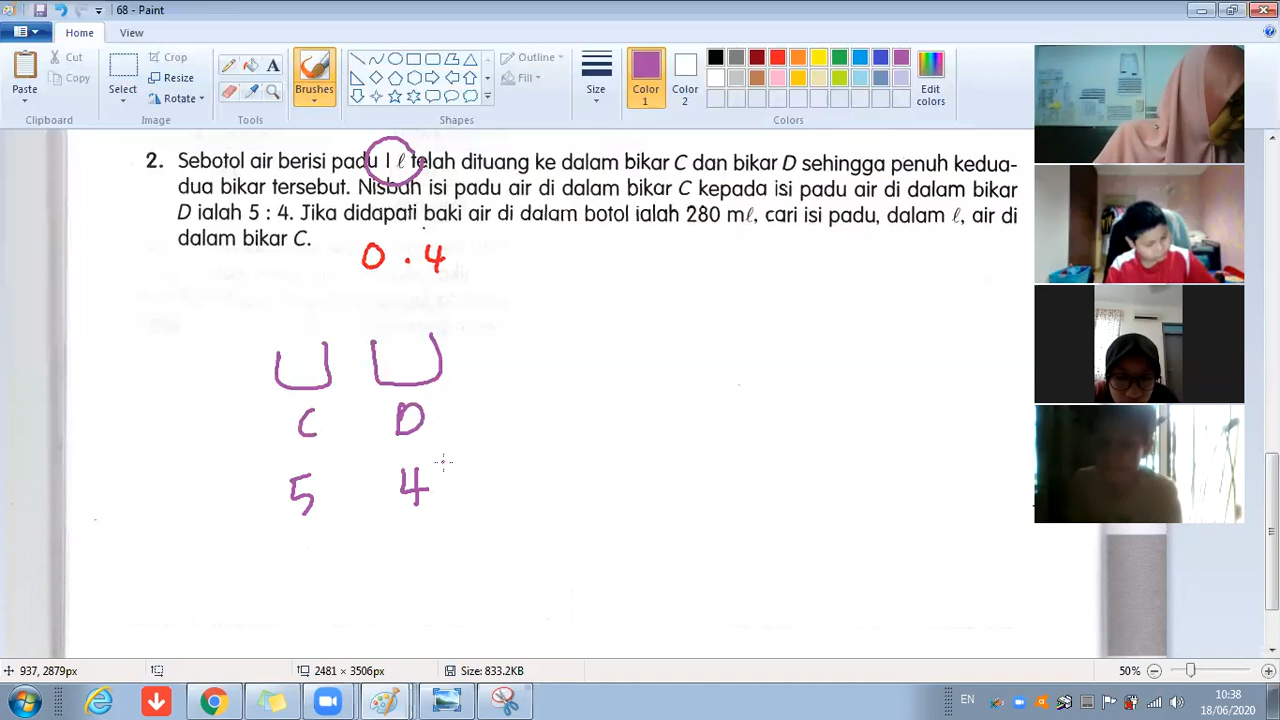 68 - Paint
Home
View
Paste
Cut
Copy
Clipboard
Select
Crop
Resize
Rotate
Image
Tools
Brushes
Outline
Fill
Shapes
Size
Color
1
Color
2
Edit
colors
Colors
2. Sebotol air berisi padu 1 ℓ telah dituang ke dalam bikar C dan bikar D sehingga penuh kedua-
dua bikar tersebut. Nisbah isi padu air di dalam bikar C kepada isi padu air di dalam bikar
D ialah 5 : 4. Jika didapati baki air di dalam botol ialah 280 mℓ, cari isi padu, dalam ℓ, air di
dalam bikar C.
0.4
C D
5 4
937, 2879px
2481 × 3506px
Size: 833.2KB
50%
EN
10:38
18/06/2020